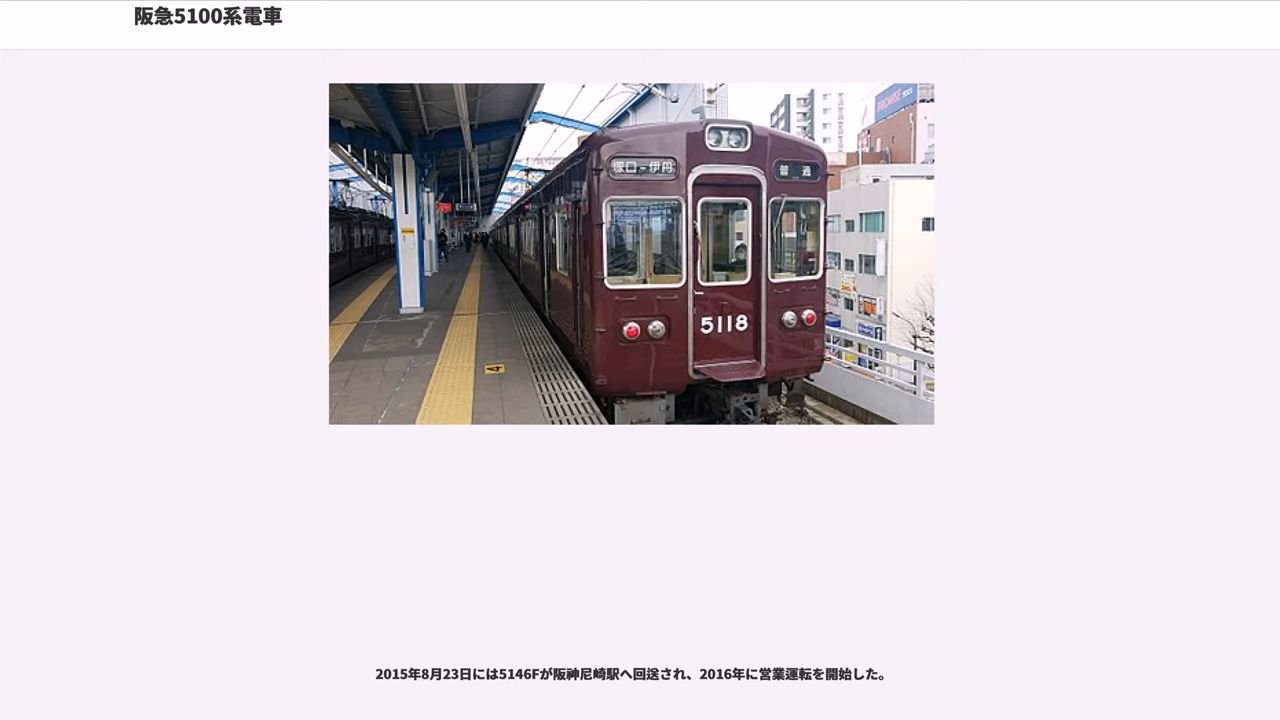 阪急5100系電車
PROMISE
塚口－伊丹
普通
5118
4
2015年8月23日には5146Fが阪神尼崎駅へ回送され、2016年に営業運転を開始した。